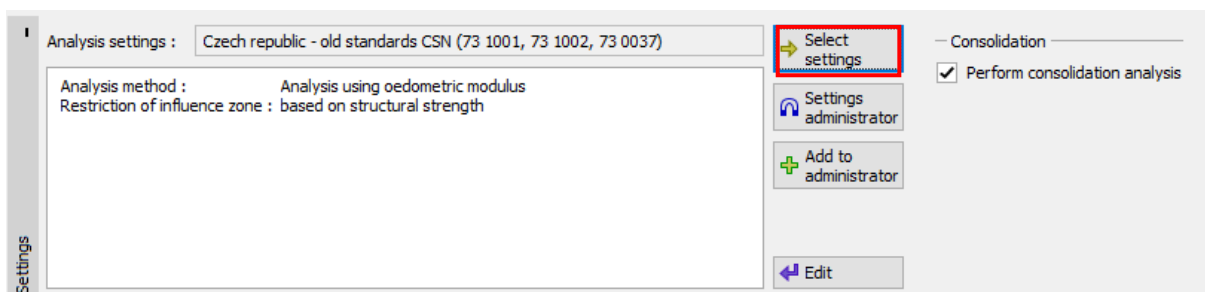 Analysis settings : Czech republic - old standards CSN (73 1001, 73 1002, 73 0037)
Select
settings
Consolidation
Perform consolidation analysis
Analysis method : Analysis using oedometric modulus
Restriction of influence zone : based on structural strength
Settings
administrator
Add to
administrator
Edit
Settings